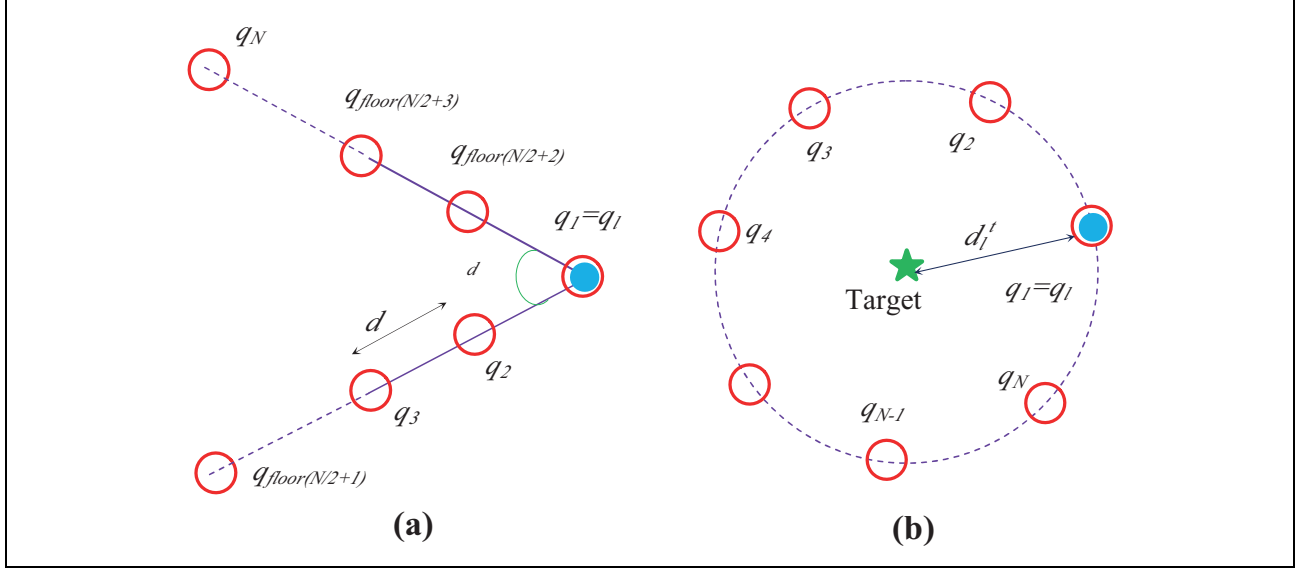 q_N
q_floor(N/2+3)
q_floor(N/2+2)
q_1=q_l
d
d
q_2
q_3
q_floor(N/2+1)
(a)
q_3
q_2
q_4
d_l^t
Target
q_1=q_l
q_N
q_N-1
(b)